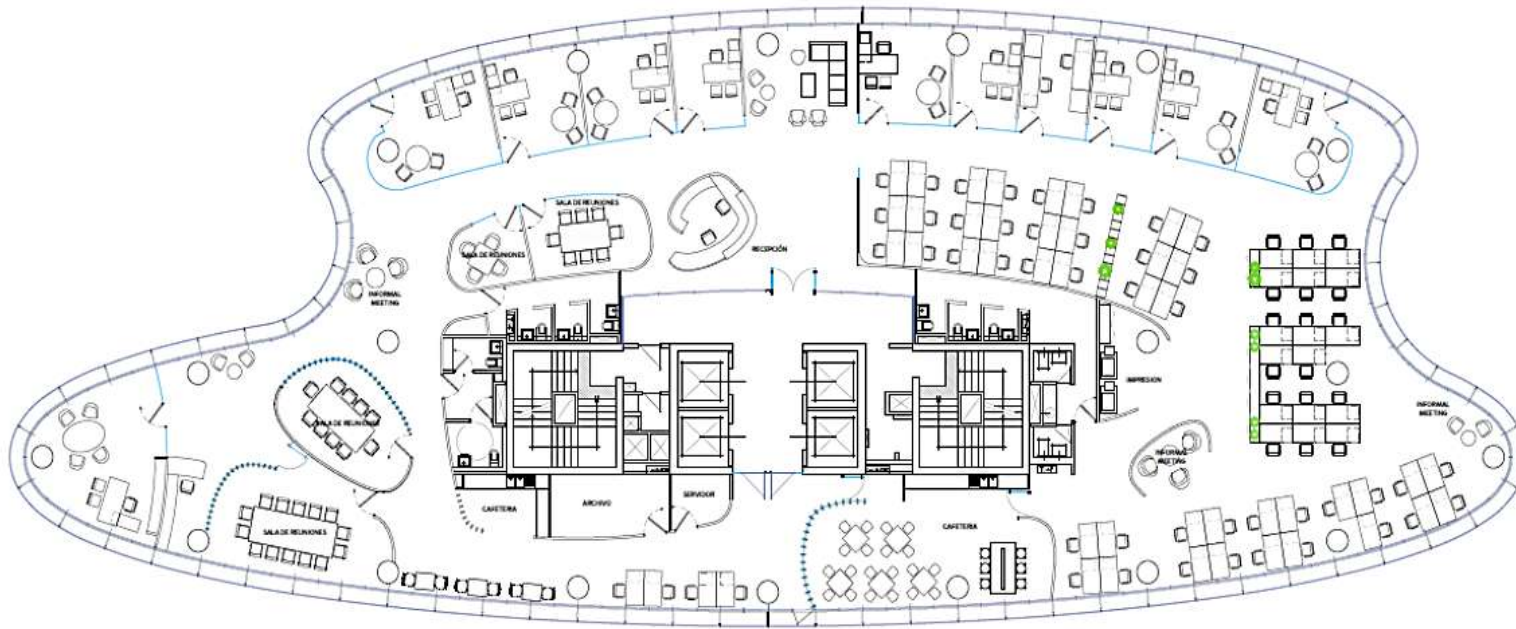 SALA DE REUNIONES
SALA DE REUNIONES
RECEPCIÓN
INFORMAL
MEETING
IMPRESION
INFORMAL
MEETING
SALA DE REUNIONES
INFORMAL
MEETING
CAFETERIA
ARCHIVO
SERVIDOR
CAFETERIA
SALA DE REUNIONES